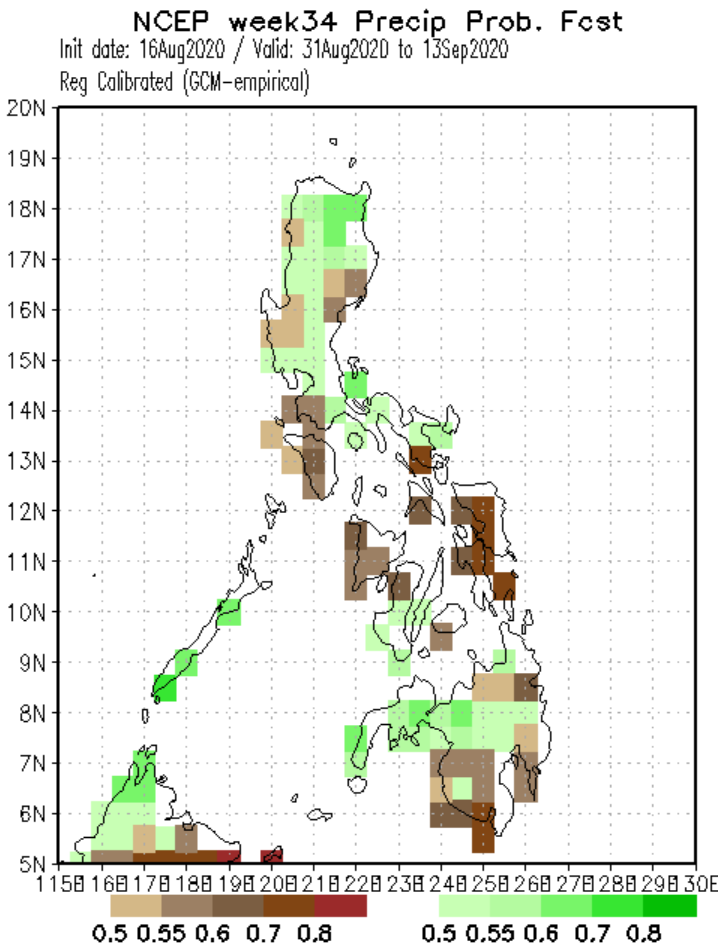 NCEP week34 Precip Prob. Fcst
Init date: 16Aug2020 / Valid: 31Aug2020 to 13Sep2020
Reg Calibrated (GCM-empirical)
20N
19N
18N
17N
16N
15N
14N
13N
12N
11N
10N
9N
8N
7N
6N
5N
115E 116E 117E 118E 119E 120E 121E 122E 123E 124E 125E 126E 127E 128E 129E 130E
0.5 0.55 0.6 0.7 0.8 0.5 0.55 0.6 0.7 0.8